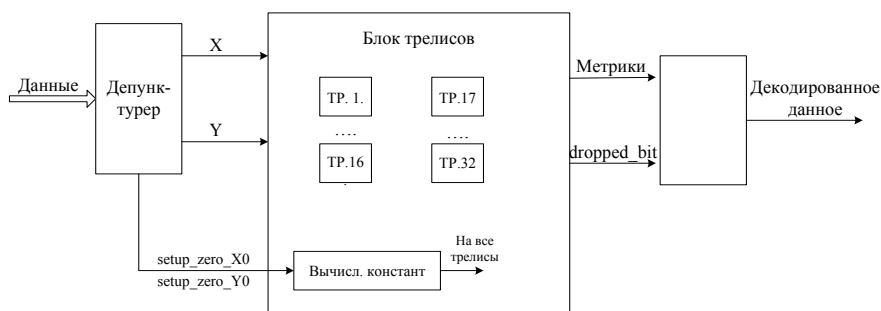 Данные
Депунк-
турер
X
Y
setup_zero_X0
setup_zero_Y0
Блок трелисов
ТР. 1.
ТР.17
....
....
ТР.16
ТР.32
.
Вычисл. констант
На все
трелисы
Метрики
dropped_bit
Декодированное
данное